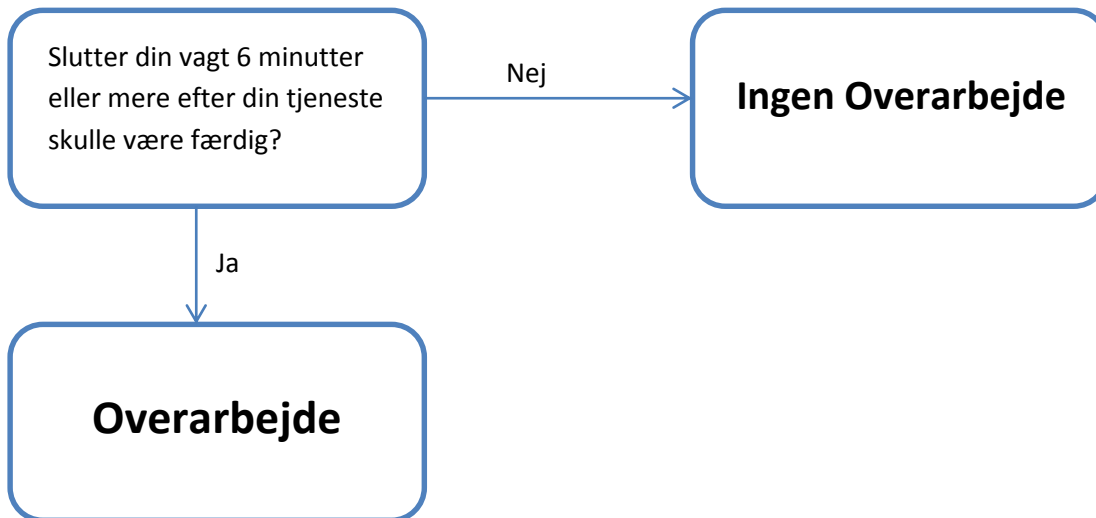 Slutter din vagt 6 minutter
eller mere efter din tjeneste
skulle være færdig?
Nej
Ingen Overarbejde
Ja
Overarbejde